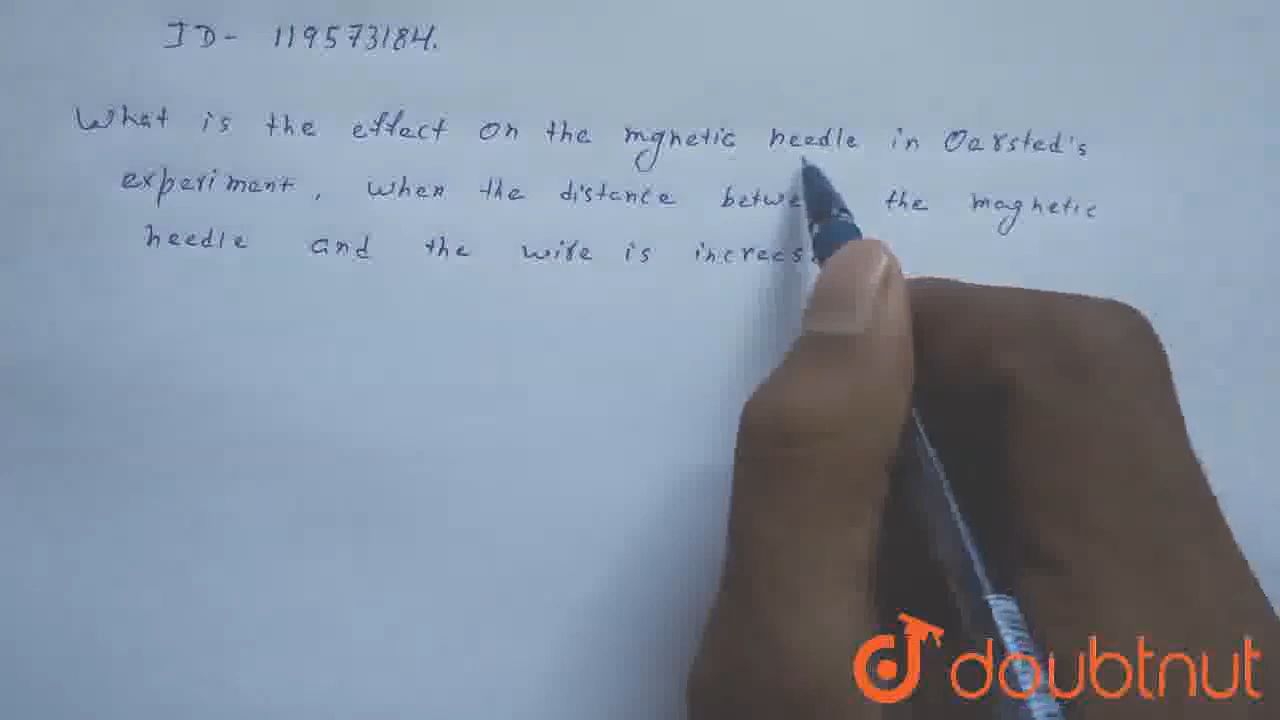 ID- 119573184.
What is the effect on the mgnetic needle in Oersted's
experiment, when the distance betwe the magnetic
needle and the wire is increas
doubtnut